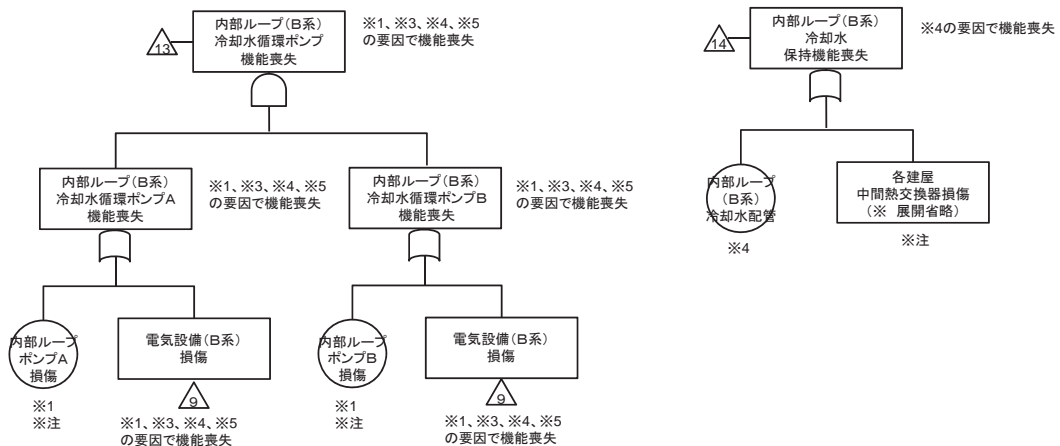 13
内部ループ(B系)
冷却水循環ポンプ
機能喪失
※1、※3、※4、※5
の要因で機能喪失
内部ループ(B系)
冷却水循環ポンプA
機能喪失
※1、※3、※4、※5
の要因で機能喪失
内部ループ(B系)
冷却水循環ポンプB
機能喪失
※1、※3、※4、※5
の要因で機能喪失
内部ループ
ポンプA
損傷
※1
※注
電気設備(B系)
損傷
9
※1、※3、※4、※5
の要因で機能喪失
内部ループ
ポンプB
損傷
※1
※注
電気設備(B系)
損傷
9
※1、※3、※4、※5
の要因で機能喪失
14
内部ループ(B系)
冷却水
保持機能喪失
※4の要因で機能喪失
内部ループ
(B系)
冷却水配管
※4
各建屋
中間熱交換器損傷
(※ 展開省略)
※注